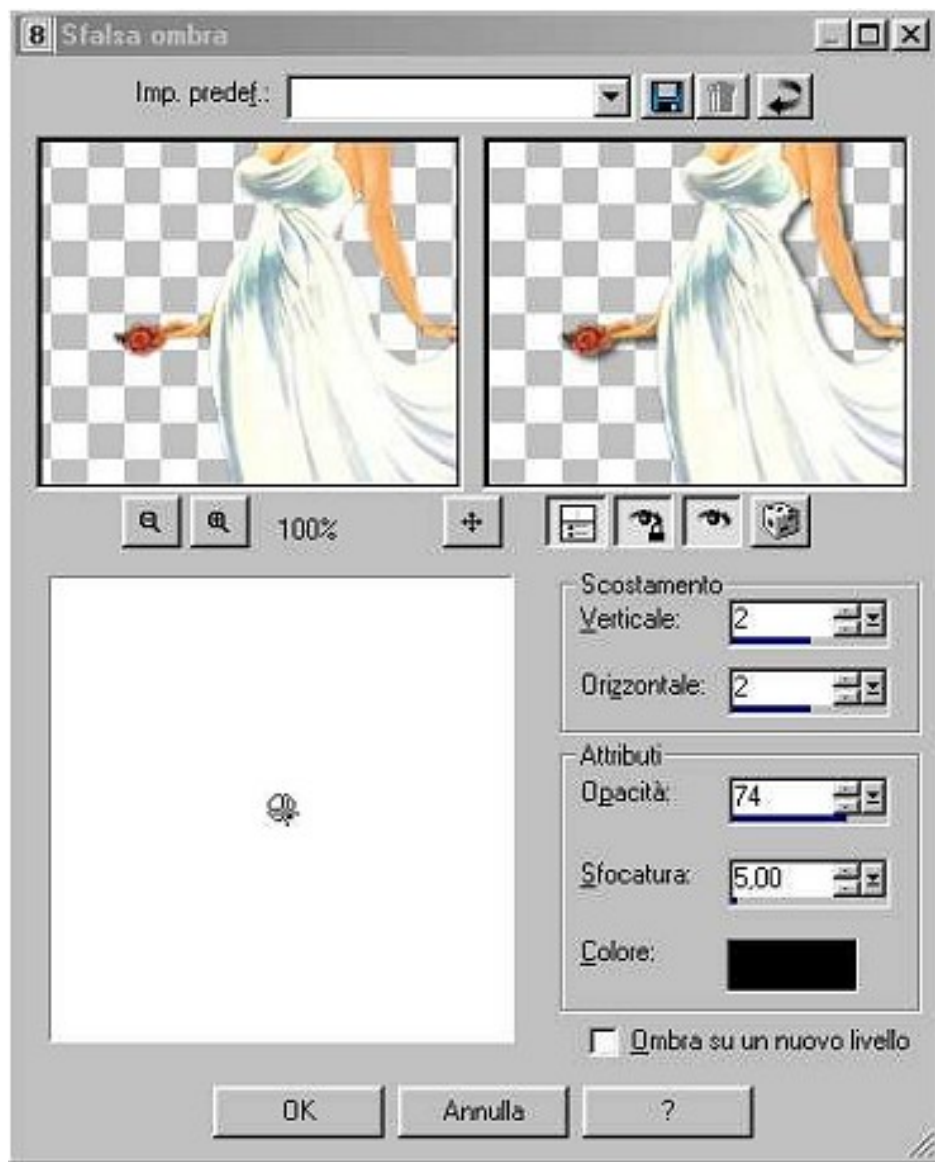 8 Sfalsa ombra
Imp. predef.:
100%
Scostamento
Verticale: 2
Orizzontale: 2
Attributi
Opacità: 74
Sfocatura: 5,00
Colore:
Ombra su un nuovo livello
OK Annulla ?